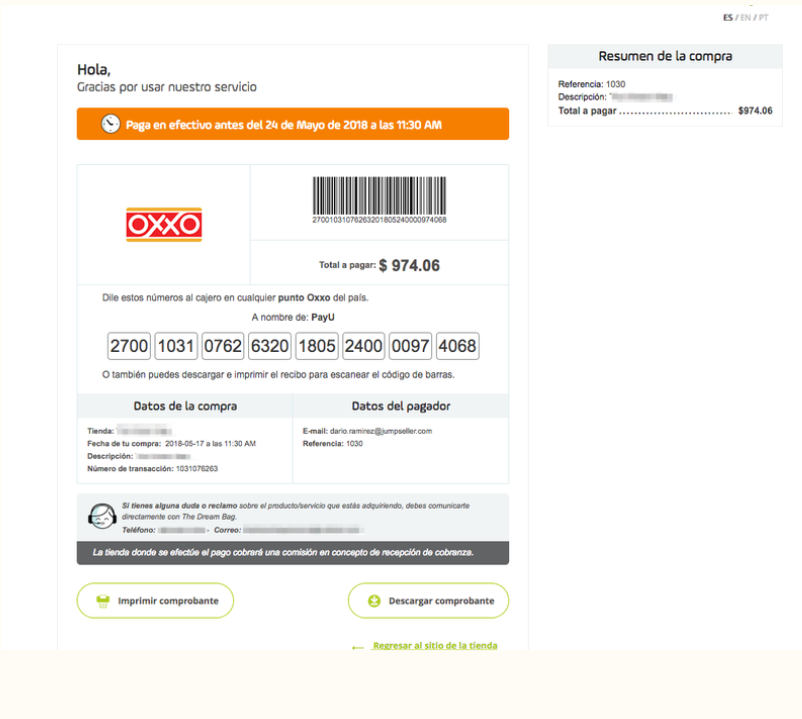 ES / EN / PT
Hola,
Gracias por usar nuestro servicio
Paga en efectivo antes del 24 de Mayo de 2018 a las 11:30 AM
OXXO
27001031076263201805240000974068
Total a pagar: $ 974.06
Dile estos números al cajero en cualquier punto Oxxo del país.
A nombre de: PayU
2700 1031 0762 6320 1805 2400 0097 4068
O también puedes descargar e imprimir el recibo para escanear el código de barras.
Datos de la compra
Tienda:
Fecha de tu compra: 2018-05-17 a las 11:30 AM
Descripción:
Número de transacción: 1031076263
Datos del pagador
E-mail: dario.ramirez@jumpseller.com
Referencia: 1030
Si tienes alguna duda o reclamo sobre el producto/servicio que estás adquiriendo, debes comunicarte
directamente con The Dream Bag.
Teléfono: - Correo:
La tienda donde se efectúe el pago cobrará una comisión en concepto de recepción de cobranza.
Imprimir comprobante
Descargar comprobante
← Regresar al sitio de la tienda
Resumen de la compra
Referencia: 1030
Descripción:
Total a pagar ............................. $974.06